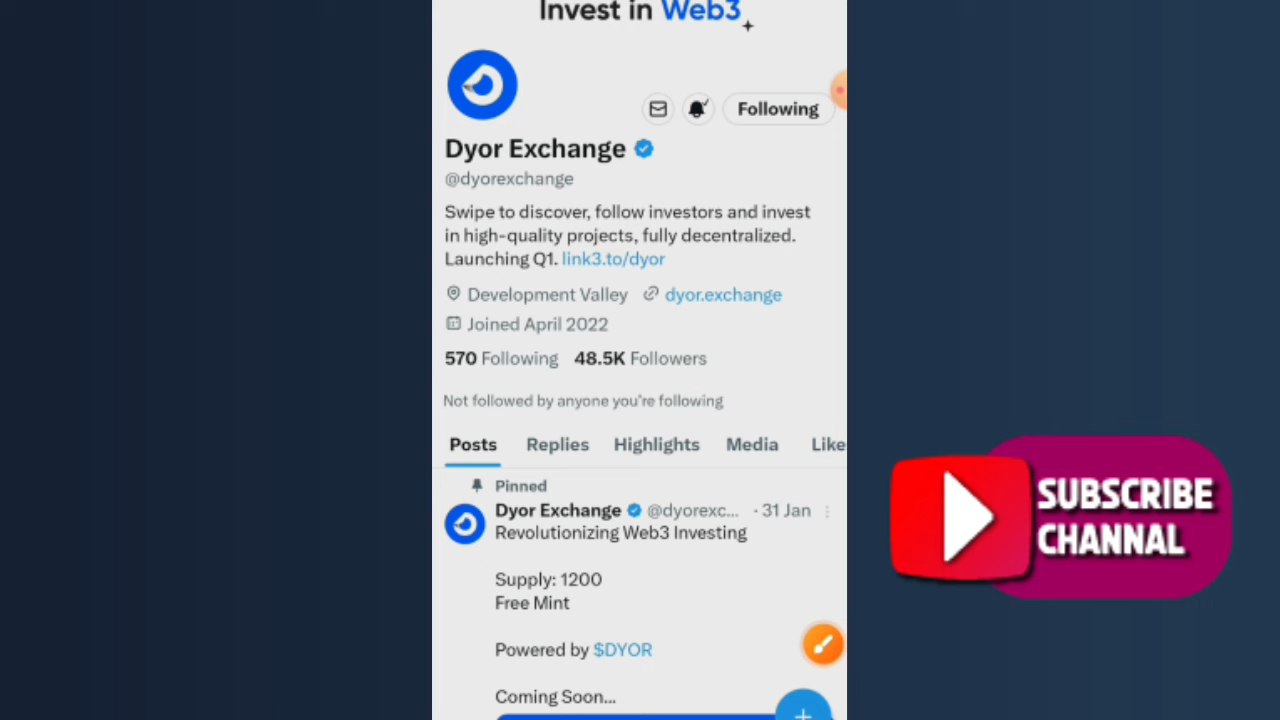 Invest in Web3
Following
Dyor Exchange
@dyorexchange
Swipe to discover, follow investors and invest
in high-quality projects, fully decentralized.
Launching Q1. link3.to/dyor
Development Valley dyor.exchange
Joined April 2022
570 Following 48.5K Followers
Not followed by anyone you're following
Posts Replies Highlights Media Like
Pinned
Dyor Exchange @dyorexc... · 31 Jan
Revolutionizing Web3 Investing
Supply: 1200
Free Mint
Powered by $DYOR
Coming Soon...
SUBSCRIBE
CHANNAL